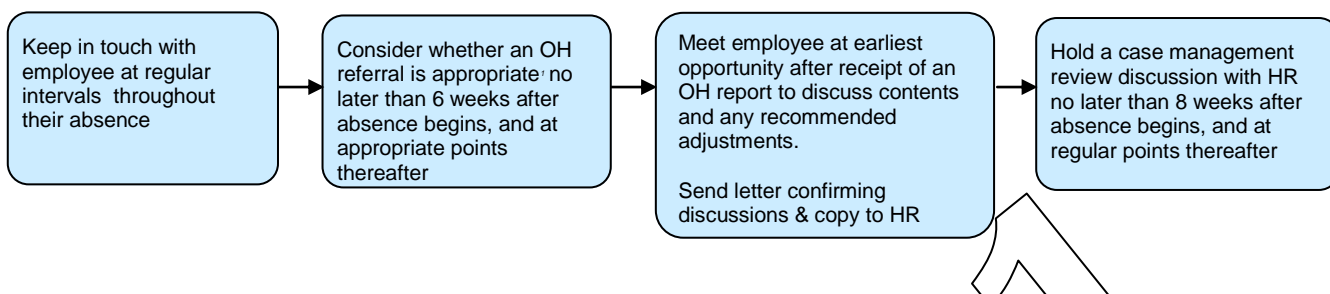 Keep in touch with
employee at regular
intervals throughout
their absence
Consider whether an OH
referral is appropriate, no
later than 6 weeks after
absence begins, and at
appropriate points
thereafter
Meet employee at earliest
opportunity after receipt of an
OH report to discuss contents
and any recommended
adjustments.
Send letter confirming
discussions & copy to HR
Hold a case management
review discussion with HR
no later than 8 weeks after
absence begins, and at
regular points thereafter